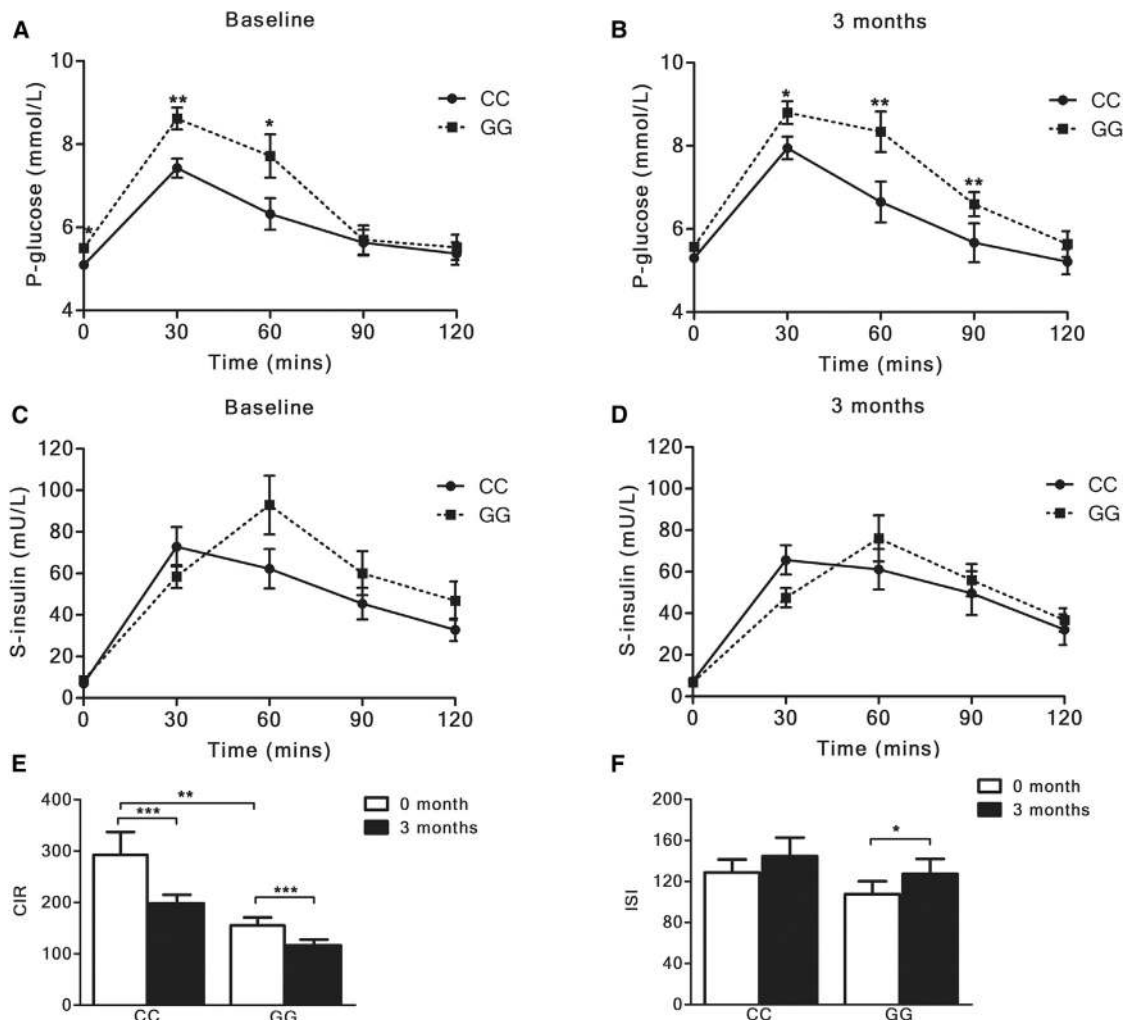 A
Baseline
P-glucose (mmol/L)
10
8
6
4
*
**
*
CC
GG
0 30 60 90 120
Time (mins)
B
3 months
P-glucose (mmol/L)
10
8
6
4
*
**
**
CC
GG
0 30 60 90 120
Time (mins)
C
Baseline
S-insulin (mU/L)
120
100
80
60
40
20
0
CC
GG
0 30 60 90 120
Time (mins)
D
3 months
S-insulin (mU/L)
120
100
80
60
40
20
0
CC
GG
0 30 60 90 120
Time (mins)
E
CIR
400
300
200
100
0
**
***
***
0 month
3 months
CC GG
F
ISI
200
160
120
80
40
0
*
0 month
3 months
CC GG